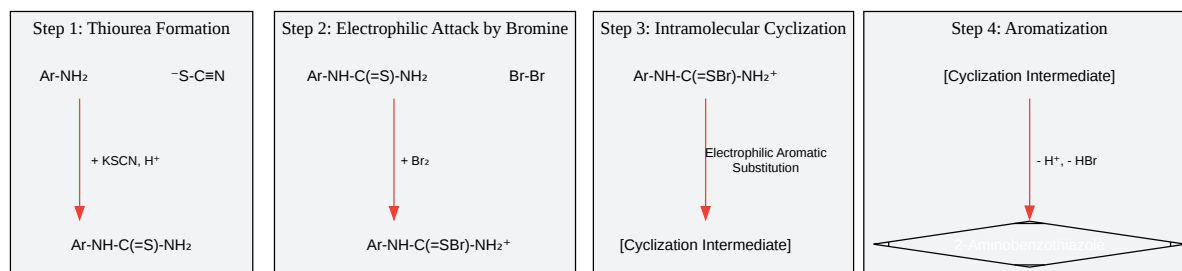 Step 1: Thiourea Formation
Ar-NH₂
⁻S-C≡N
+ KSCN, H⁺
Ar-NH-C(=S)-NH₂
Step 2: Electrophilic Attack by Bromine
Ar-NH-C(=S)-NH₂
Br-Br
+ Br₂
Ar-NH-C(=SBr)-NH₂⁺
Step 3: Intramolecular Cyclization
Ar-NH-C(=SBr)-NH₂⁺
Electrophilic Aromatic
Substitution
[Cyclization Intermediate]
Step 4: Aromatization
[Cyclization Intermediate]
- H⁺, - HBr
2-Aminobenzothiazole